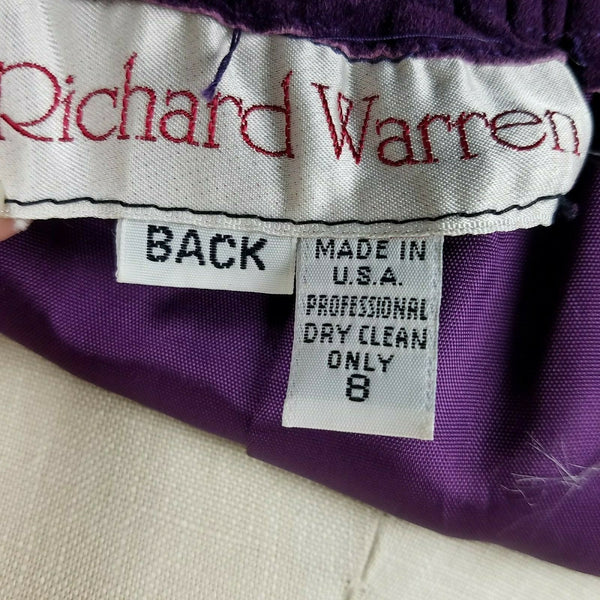 Richard Warren
BACK
MADE IN
U.S.A.
PROFESSIONAL
DRY CLEAN
ONLY
8